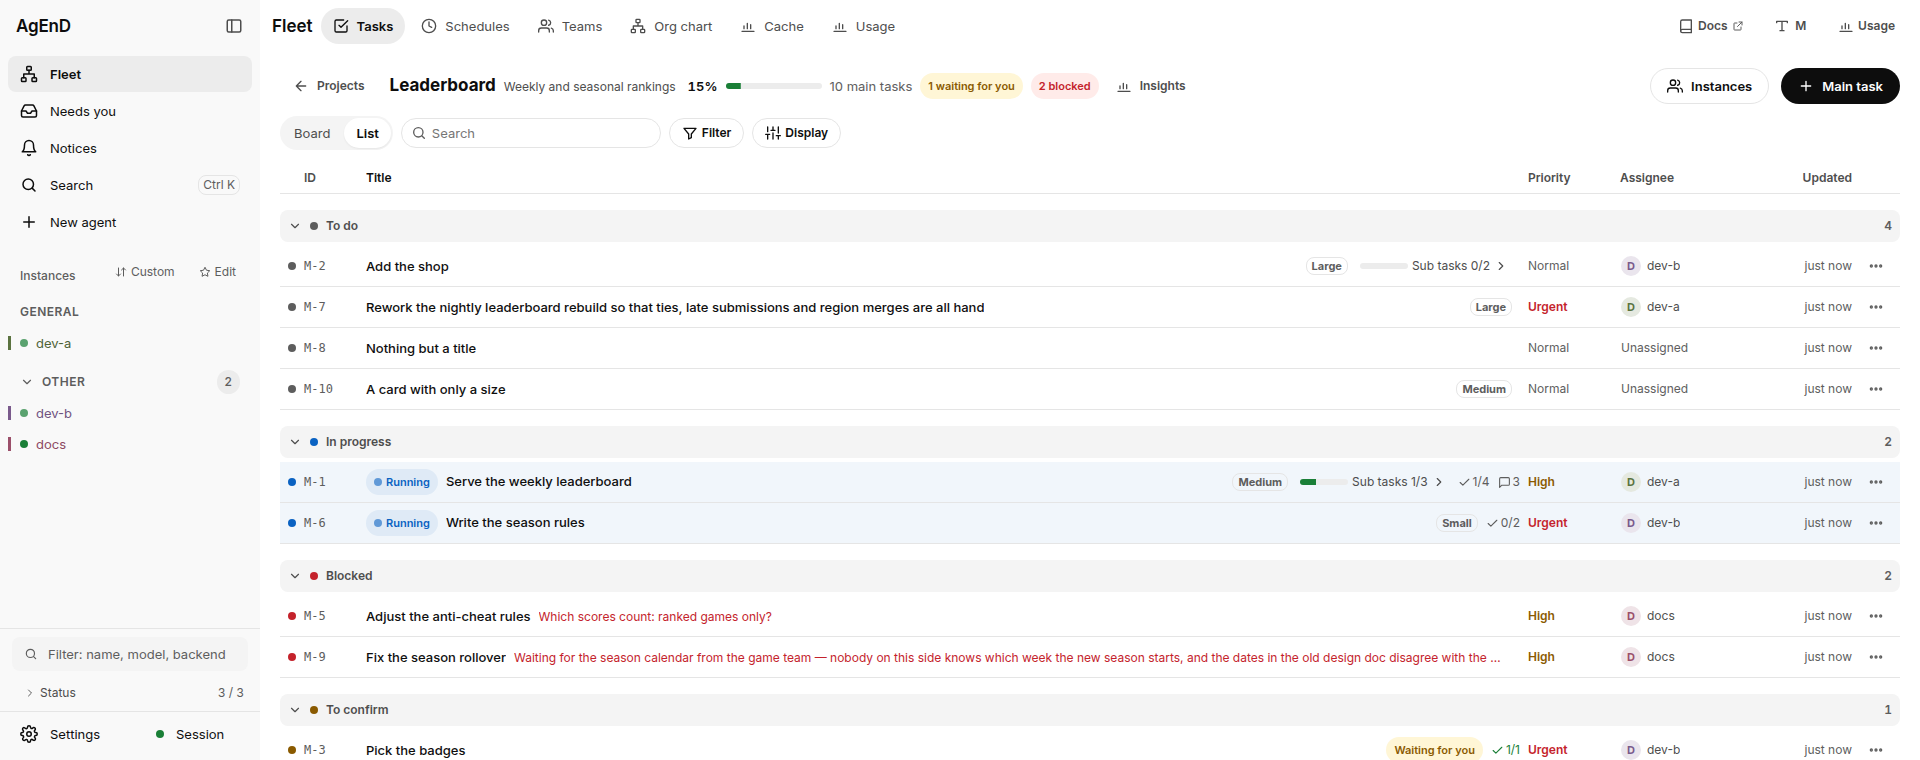 AgEnD
Fleet
Needs you
Notices
Search Ctrl K
New agent
Instances Custom Edit
GENERAL
dev-a
OTHER 2
dev-b
docs
Filter: name, model, backend
Status 3 / 3
Settings Session
Fleet Tasks Schedules Teams Org chart Cache Usage Docs M Usage
Projects Leaderboard Weekly and seasonal rankings 15% 10 main tasks 1 waiting for you 2 blocked Insights Instances Main task
Board List Search Filter Display
ID Title Priority Assignee Updated
To do 4
M-2 Add the shop Large Sub tasks 0/2 Normal D dev-b just now
M-7 Rework the nightly leaderboard rebuild so that ties, late submissions and region merges are all hand Large Urgent D dev-a just now
M-8 Nothing but a title Normal Unassigned just now
M-10 A card with only a size Medium Normal Unassigned just now
In progress 2
M-1 Running Serve the weekly leaderboard Medium Sub tasks 1/3 1/4 3 High D dev-a just now
M-6 Running Write the season rules Small 0/2 Urgent D dev-b just now
Blocked 2
M-5 Adjust the anti-cheat rules Which scores count: ranked games only? High D docs just now
M-9 Fix the season rollover Waiting for the season calendar from the game team — nobody on this side knows which week the new season starts, and the dates in the old design doc disagree with the ... High D docs just now
To confirm 1
M-3 Pick the badges Waiting for you 1/1 Urgent D dev-b just now